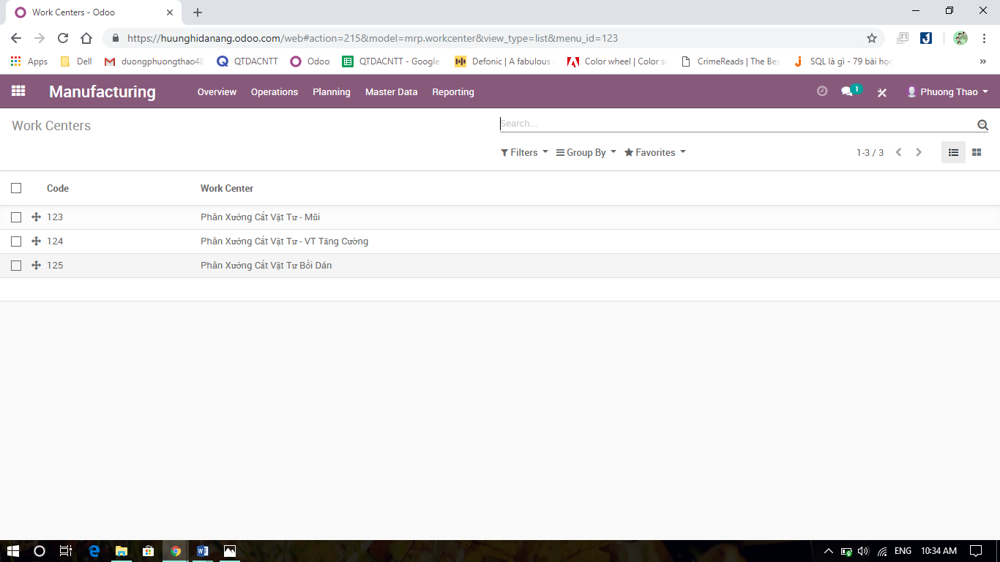 Work Centers - Odoo
https://huunghidanang.odoo.com/web#action=215&model=mrp.workcenter&view_type=list&menu_id=123
Apps Dell duongphuongthao48 QTDACNTT Odoo QTDACNTT - Google Defonic | A fabulous Color wheel | Color CrimeReads | The Bes SQL là gì - 79 bài học »
Manufacturing Overview Operations Planning Master Data Reporting 1 Phuong Thao
Work Centers Search...
Filters Group By Favorites 1-3 / 3
Code Work Center
123 Phân Xưởng Cắt Vật Tư - Mũi
124 Phân Xưởng Cắt Vật Tư - VT Tăng Cường
125 Phân Xưởng Cắt Vật Tư Bồi Dán
ENG 10:34 AM